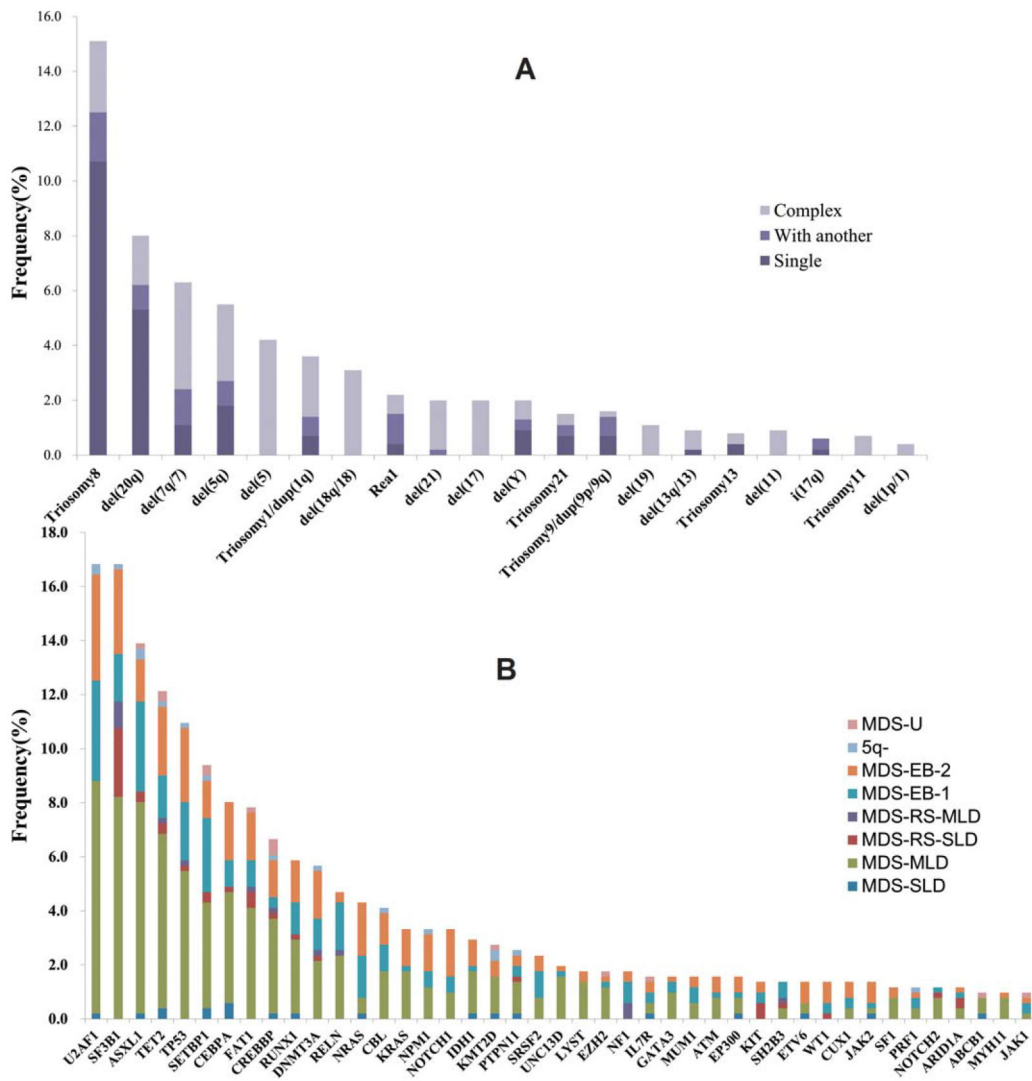 A
Frequency(%)
16.0
14.0
12.0
10.0
8.0
6.0
4.0
2.0
0.0
Complex
With another
Single
Triosomy8
del(20q)
del(7q/7)
del(5q)
del(5)
Triosomy1/dup(1q)
del(18q/18)
Rea1
del(21)
del(17)
del(Y)
Triosomy21
Triosomy9/dup(9p/9q)
del(19)
del(13q/13)
Triosomy13
del(11)
i(17q)
Triosomy11
del(1p/1)
B
Frequency(%)
18.0
16.0
14.0
12.0
10.0
8.0
6.0
4.0
2.0
0.0
MDS-U
5q-
MDS-EB-2
MDS-EB-1
MDS-RS-MLD
MDS-RS-SLD
MDS-MLD
MDS-SLD
U2AF1
SF3B1
ASXL1
TET2
TP53
SETBP1
CEBPA
FAT1
CREBBP
RUNX1
DNMT3A
RELN
NRAS
CBL
KRAS
NPM1
NOTCH1
IDH1
KMT2D
PTPN11
SRSF2
UNC13D
LYST
EZH2
NF1
IL7R
GATA3
MUM1
ATM
EP300
KIT
SH2B3
ETV6
WT1
CUX1
JAK2
SF1
PRF1
NOTCH2
ARID1A
ABCB1
MYH11
JAK1